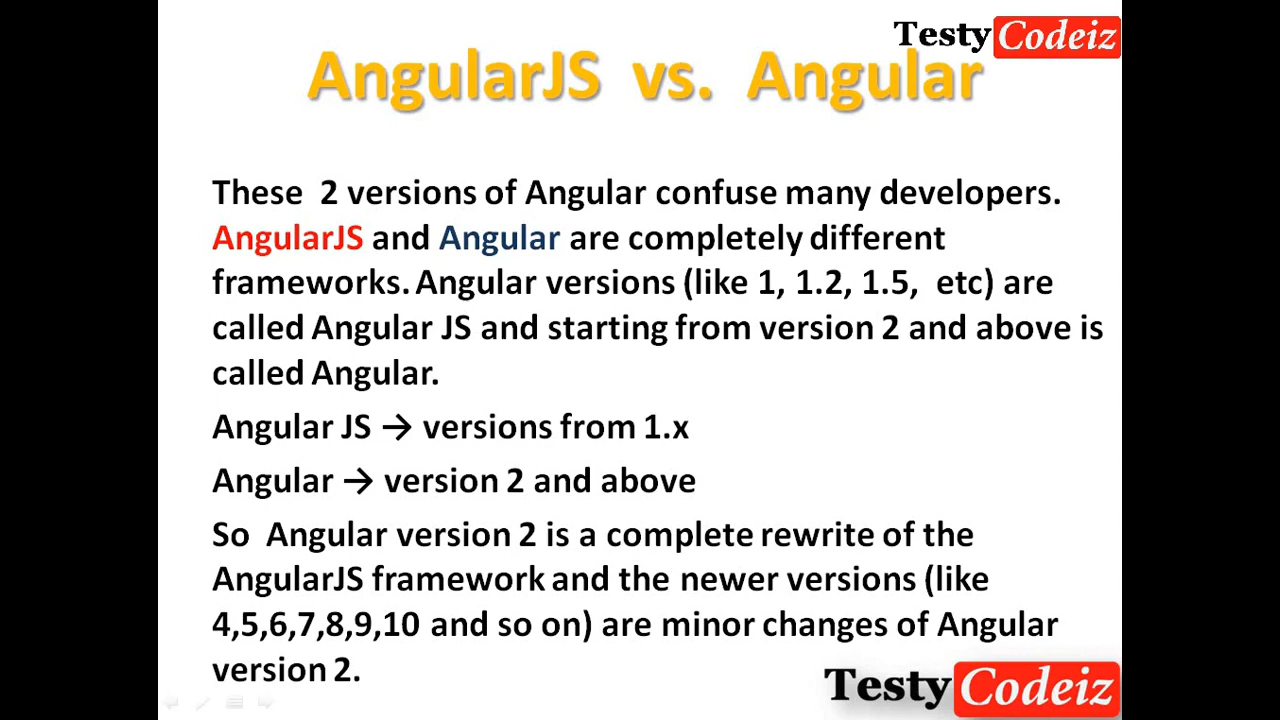 Testy Codeiz
AngularJS vs. Angular
These 2 versions of Angular confuse many developers.
AngularJS and Angular are completely different
frameworks. Angular versions (like 1, 1.2, 1.5, etc) are
called Angular JS and starting from version 2 and above is
called Angular.
Angular JS → versions from 1.x
Angular → version 2 and above
So Angular version 2 is a complete rewrite of the
AngularJS framework and the newer versions (like
4,5,6,7,8,9,10 and so on) are minor changes of Angular
version 2.
Testy Codeiz